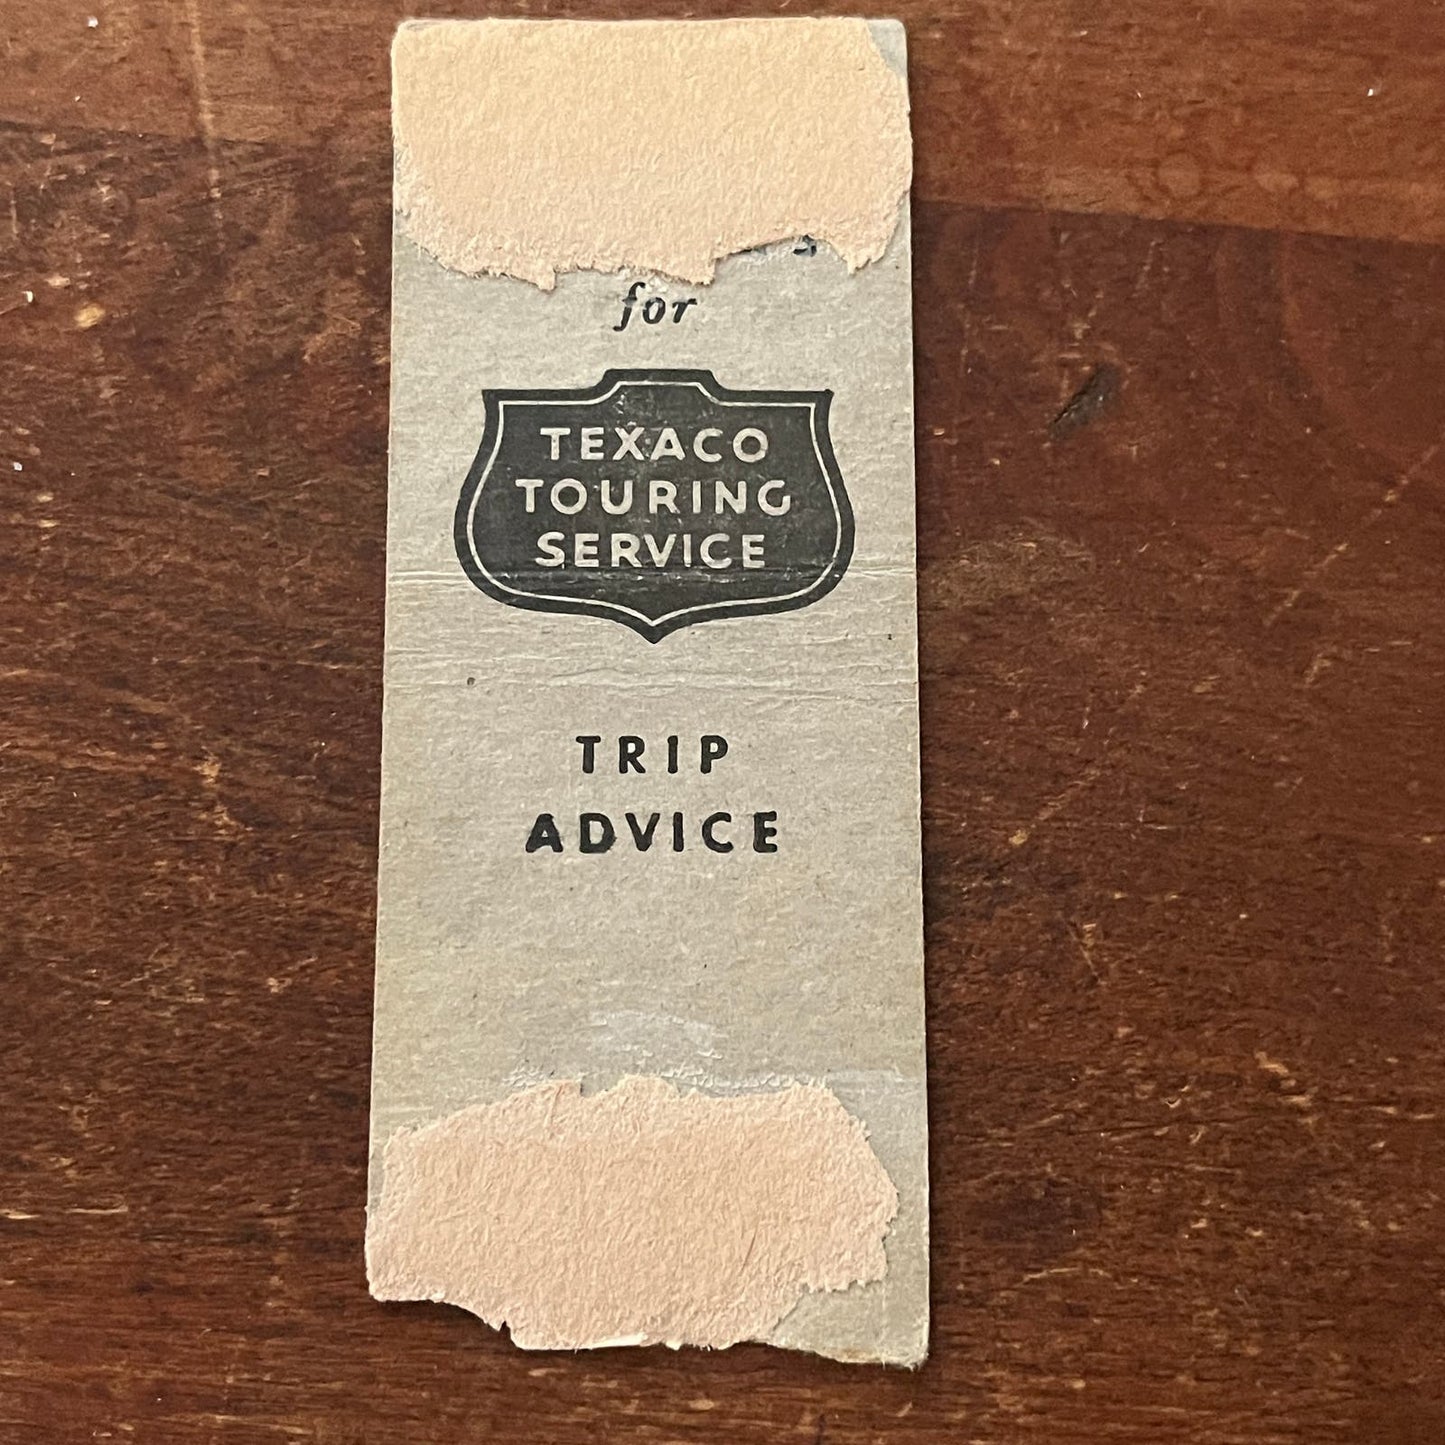 for
TEXACO
TOURING
SERVICE
TRIP
ADVICE